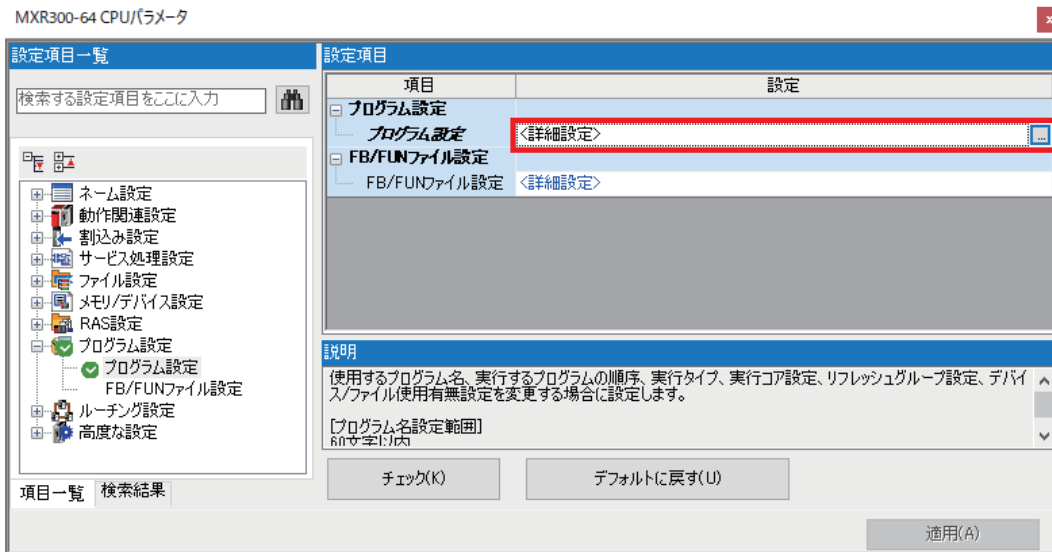 MXR300-64 CPUパラメータ
設定項目一覧
検索する設定項目をここに入力
ネーム設定
動作関連設定
割込み設定
サービス処理設定
ファイル設定
メモリ/デバイス設定
RAS設定
プログラム設定
プログラム設定
FB/FUNファイル設定
ルーチング設定
高度な設定
項目一覧
検索結果
設定項目
項目 設定
プログラム設定
プログラム設定 <詳細設定> ...
FB/FUNファイル設定
FB/FUNファイル設定 <詳細設定>
説明
使用するプログラム名、実行するプログラムの順序、実行タイプ、実行コア設定、リフレッシュグループ設定、デバイ
ス/ファイル使用有無設定を変更する場合に設定します。
[プログラム名設定範囲]
60文字以内
チェック(K)
デフォルトに戻す(U)
適用(A)